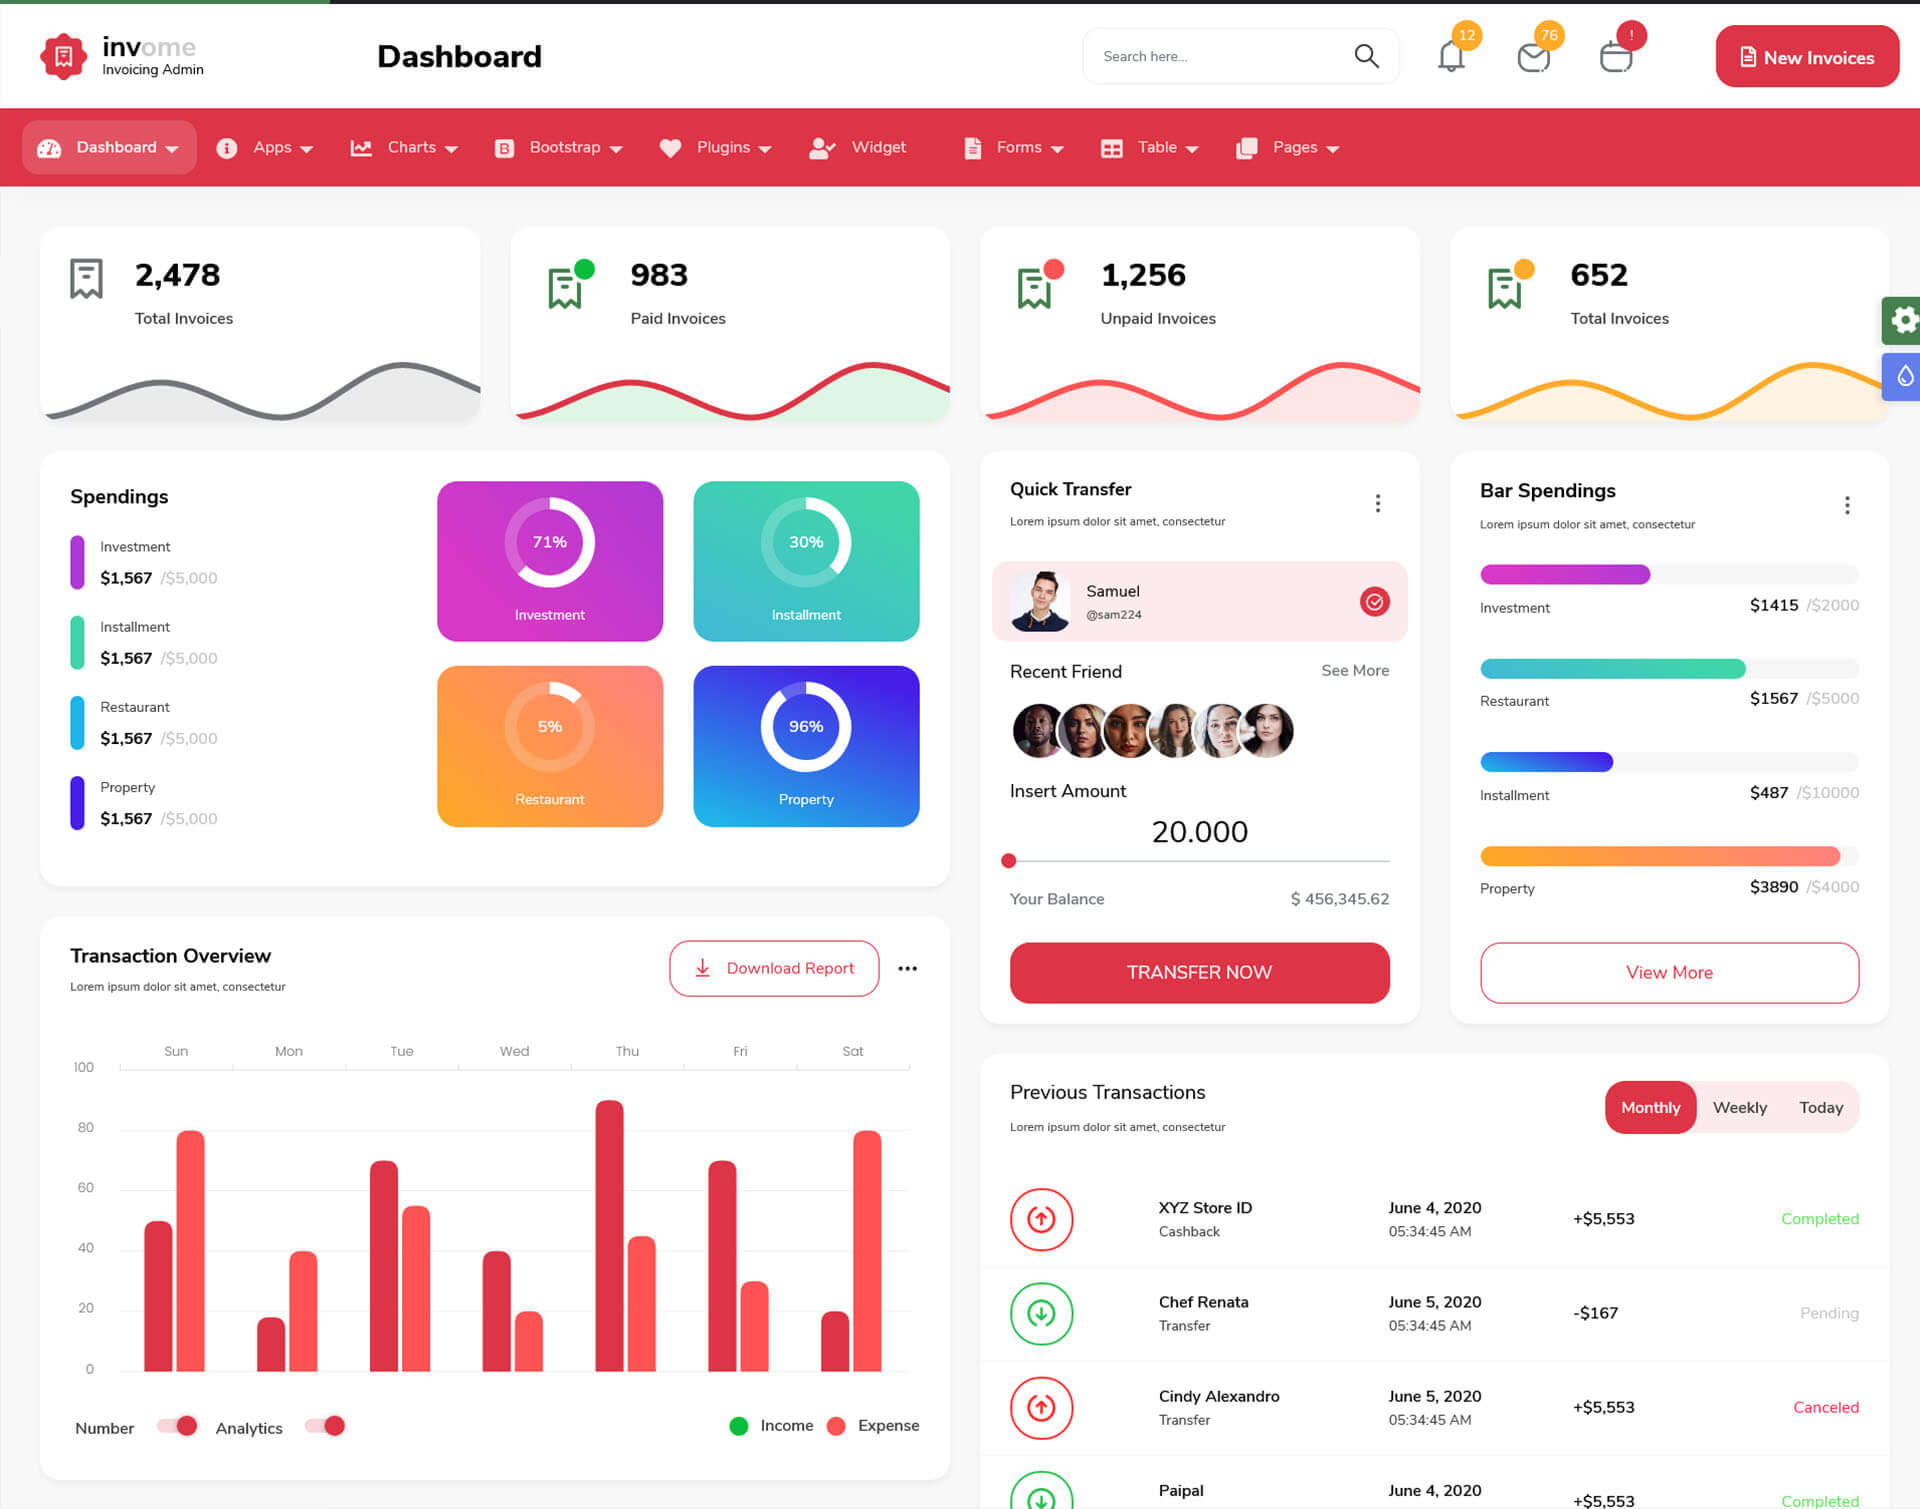 invome
Invoicing Admin
Dashboard
Search here...
12
76
!
New Invoices
Dashboard
Apps
Charts
B
Bootstrap
Plugins
Widget
Forms
Table
Pages
2,478
Total Invoices
983
Paid Invoices
1,256
Unpaid Invoices
652
Total Invoices
Spendings
Investment
$1,567 /$5,000
Installment
$1,567 /$5,000
Restaurant
$1,567 /$5,000
Property
$1,567 /$5,000
71%
Investment
30%
Installment
5%
Restaurant
96%
Property
Quick Transfer
Lorem ipsum dolor sit amet, consectetur
Samuel
@sam224
Recent Friend
See More
Insert Amount
20.000
Your Balance
$ 456,345.62
TRANSFER NOW
Bar Spendings
Lorem ipsum dolor sit amet, consectetur
Investment
$1415 /$2000
Restaurant
$1567 /$5000
Installment
$487 /$10000
Property
$3890 /$4000
View More
Transaction Overview
Lorem ipsum dolor sit amet, consectetur
Download Report
Sun Mon Tue Wed Thu Fri Sat
100
80
60
40
20
0
Number
Analytics
Income
Expense
Previous Transactions
Lorem ipsum dolor sit amet, consectetur
Monthly
Weekly
Today
XYZ Store ID
Cashback
June 4, 2020
05:34:45 AM
+$5,553
Completed
Chef Renata
Transfer
June 5, 2020
05:34:45 AM
-$167
Pending
Cindy Alexandro
Transfer
June 5, 2020
05:34:45 AM
+$5,553
Canceled
Paipal
June 4, 2020
+$5,553
Completed